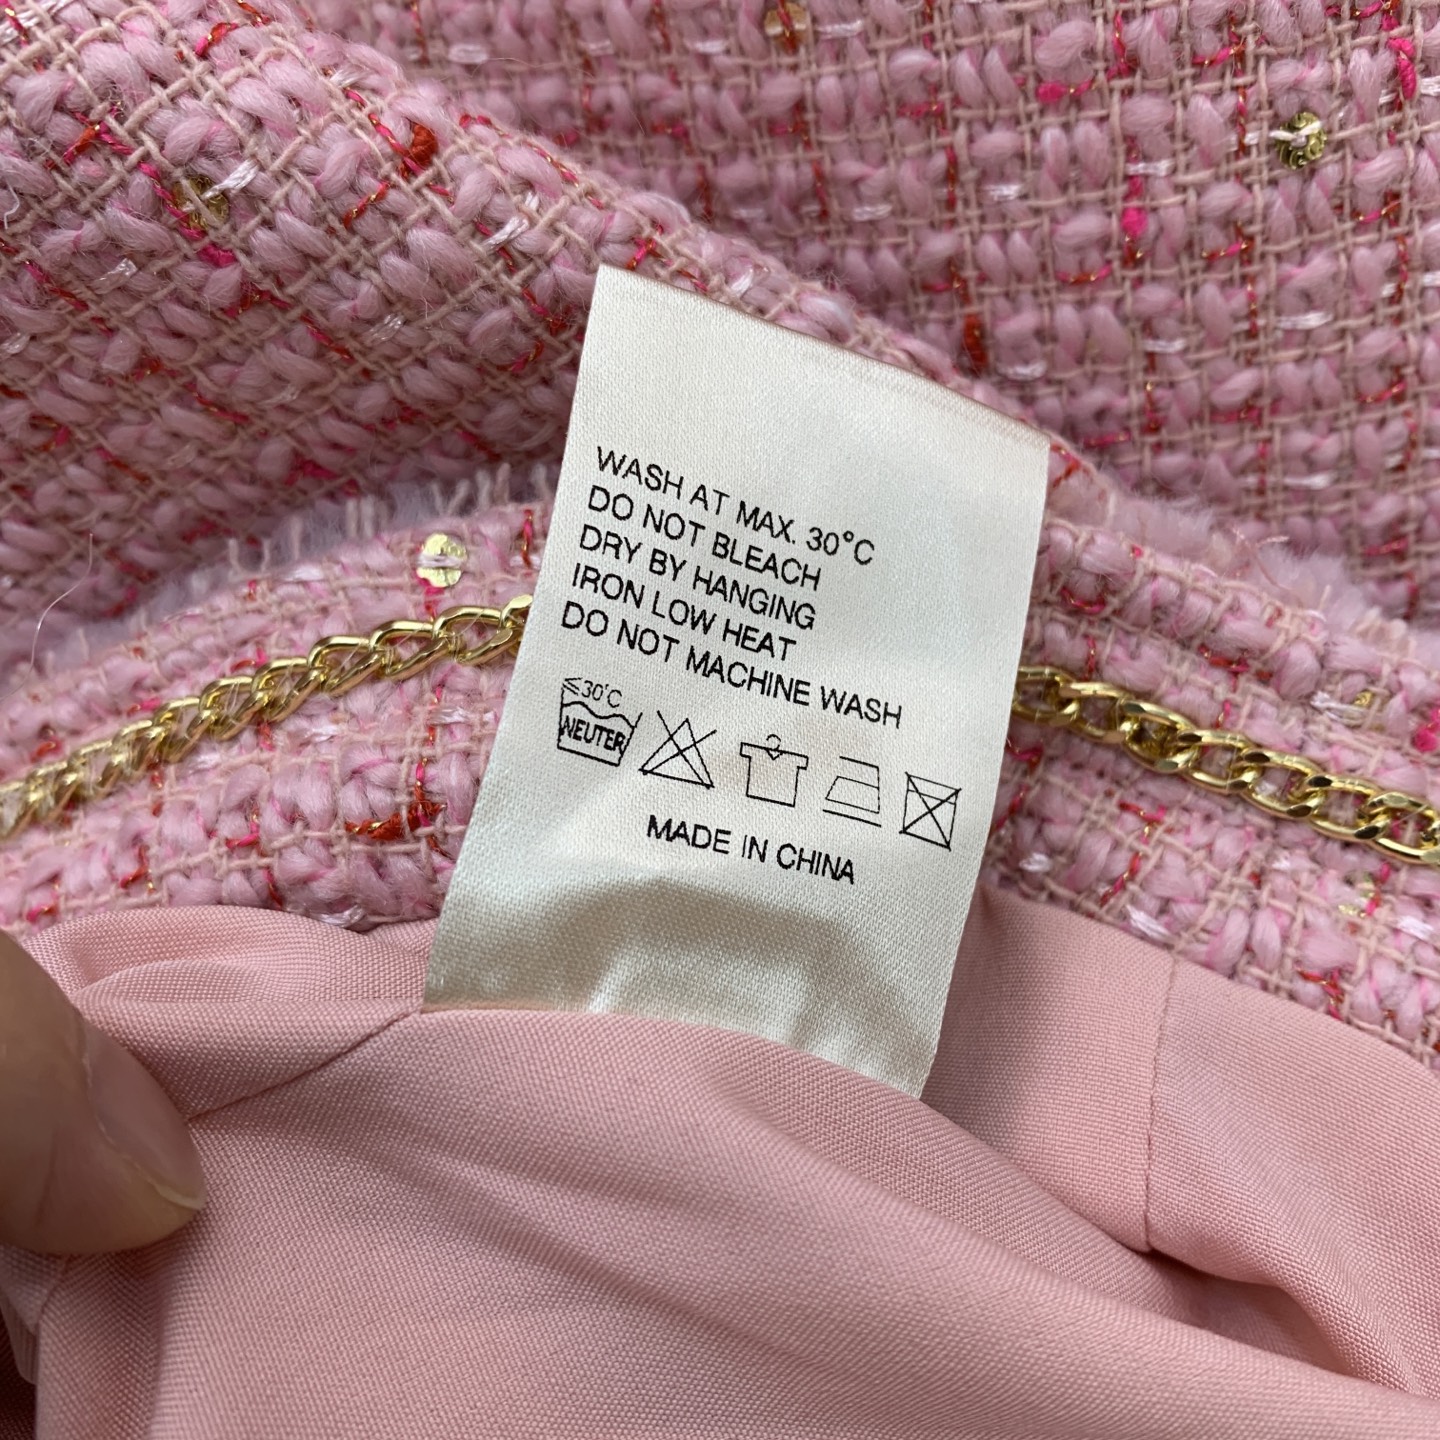 WASH AT MAX. 30°C
DO NOT BLEACH
DRY BY HANGING
IRON LOW HEAT
DO NOT MACHINE WASH
≤30°C
NEUTER
MADE IN CHINA